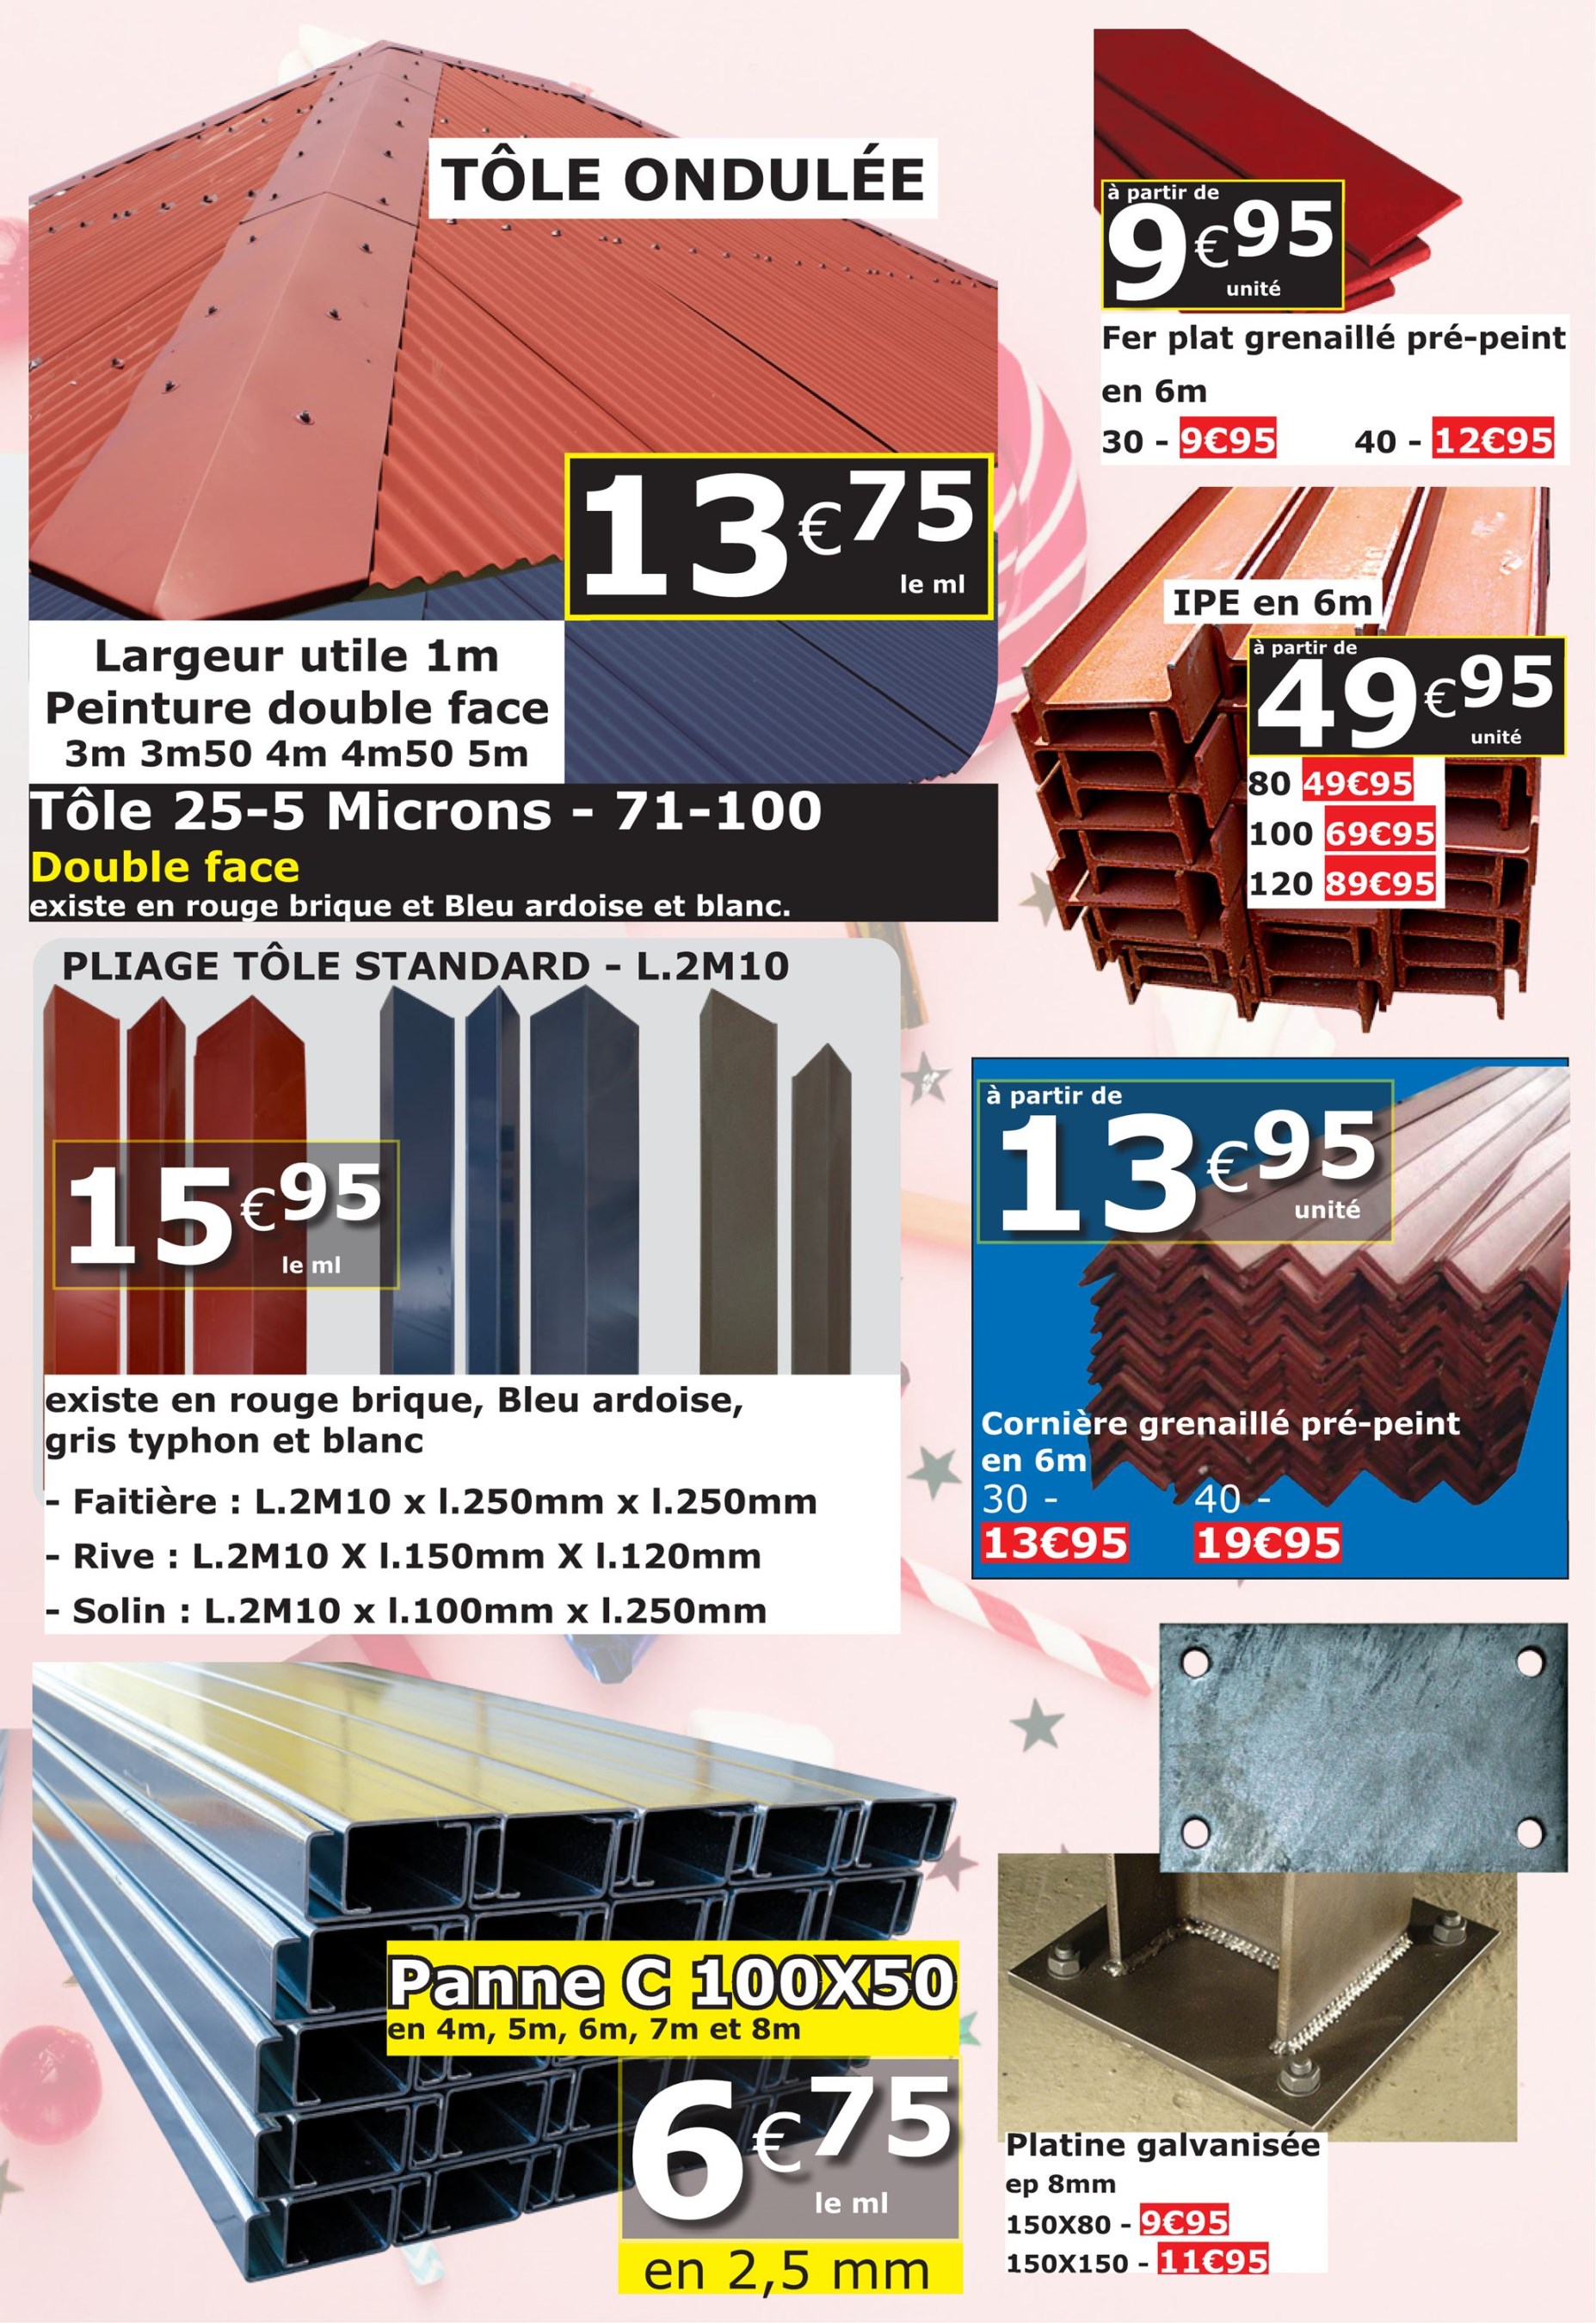 TÔLE ONDULÉE
13€75
le ml
Largeur utile 1m
Peinture double face
3m 3m50 4m 4m50 5m
Tôle 25-5 Microns - 71-100
Double face
existe en rouge brique et Bleu ardoise et blanc.
à partir de
9€95
unité
Fer plat grenaillé pré-peint
en 6m
30 - 9€95 40 - 12€95
IPE en 6m
à partir de
49€95
unité
80 49€95
100 69€95
120 89€95
PLIAGE TÔLE STANDARD - L.2M10
15€95
le ml
existe en rouge brique, Bleu ardoise,
gris typhon et blanc
- Faitière : L.2M10 x l.250mm x l.250mm
- Rive : L.2M10 X l.150mm X l.120mm
- Solin : L.2M10 x l.100mm x l.250mm
à partir de
13€95
unité
Cornière grenaillé pré-peint
en 6m
30 - 40 -
13€95 19€95
Panne C 100X50
en 4m, 5m, 6m, 7m et 8m
6€75
le ml
en 2,5 mm
Platine galvanisée
ep 8mm
150X80 - 9€95
150X150 - 11€95